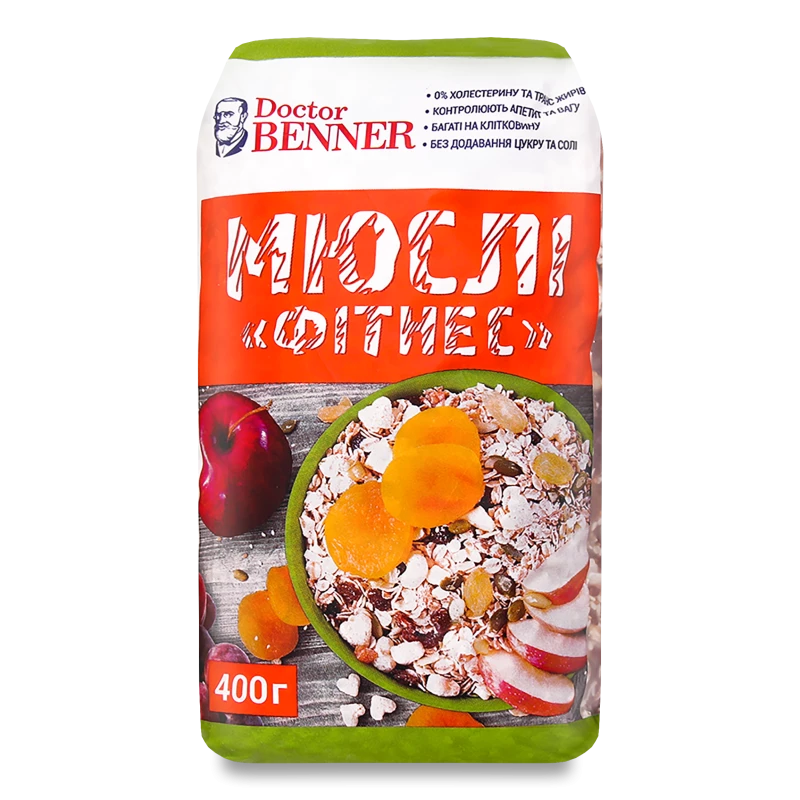 Doctor
BENNER
• 0% ХОЛЕСТЕРИНУ ТА ТРАНС ЖИРІВ
• КОНТРОЛЮЮТЬ АПЕТИТ ТА ВАГУ
• БАГАТІ НА КЛІТКОВИНУ
• БЕЗ ДОДАВАННЯ ЦУКРУ ТА СОЛІ
МЮСЛІ
«ФІТНЕС»
400 г